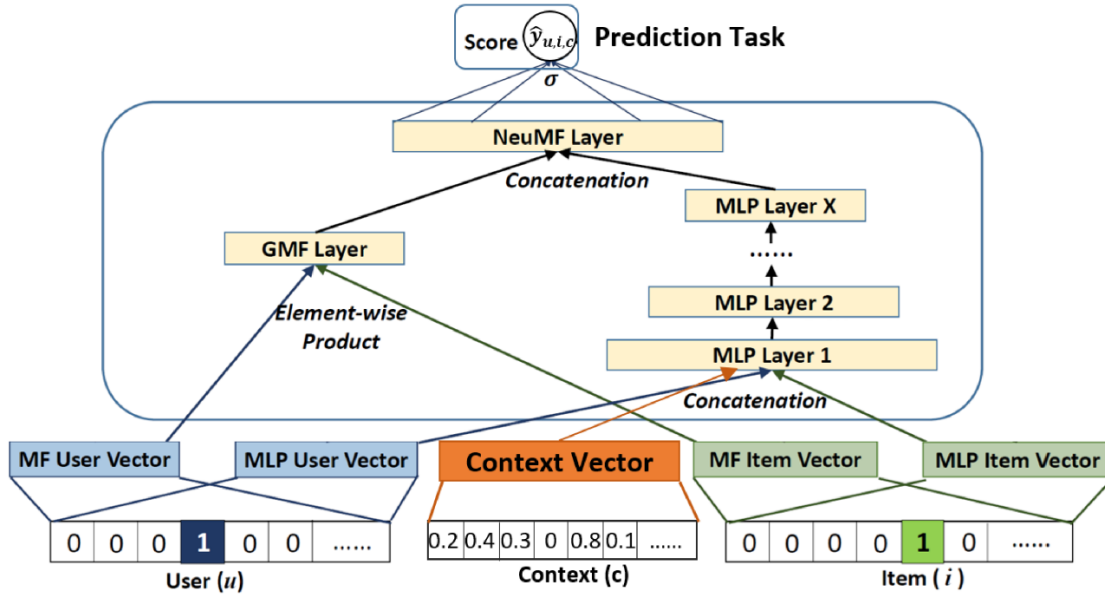 Score ŷu,i,c Prediction Task
σ
NeuMF Layer
Concatenation
MLP Layer X
GMF Layer
......
Element-wise
Product
MLP Layer 2
MLP Layer 1
Concatenation
MF User Vector MLP User Vector Context Vector MF Item Vector MLP Item Vector
0 0 0 1 0 0 ...... 0.2 0.4 0.3 0 0.8 0.1 ...... 0 0 0 0 1 0 ......
User (u) Context (c) Item ( i )